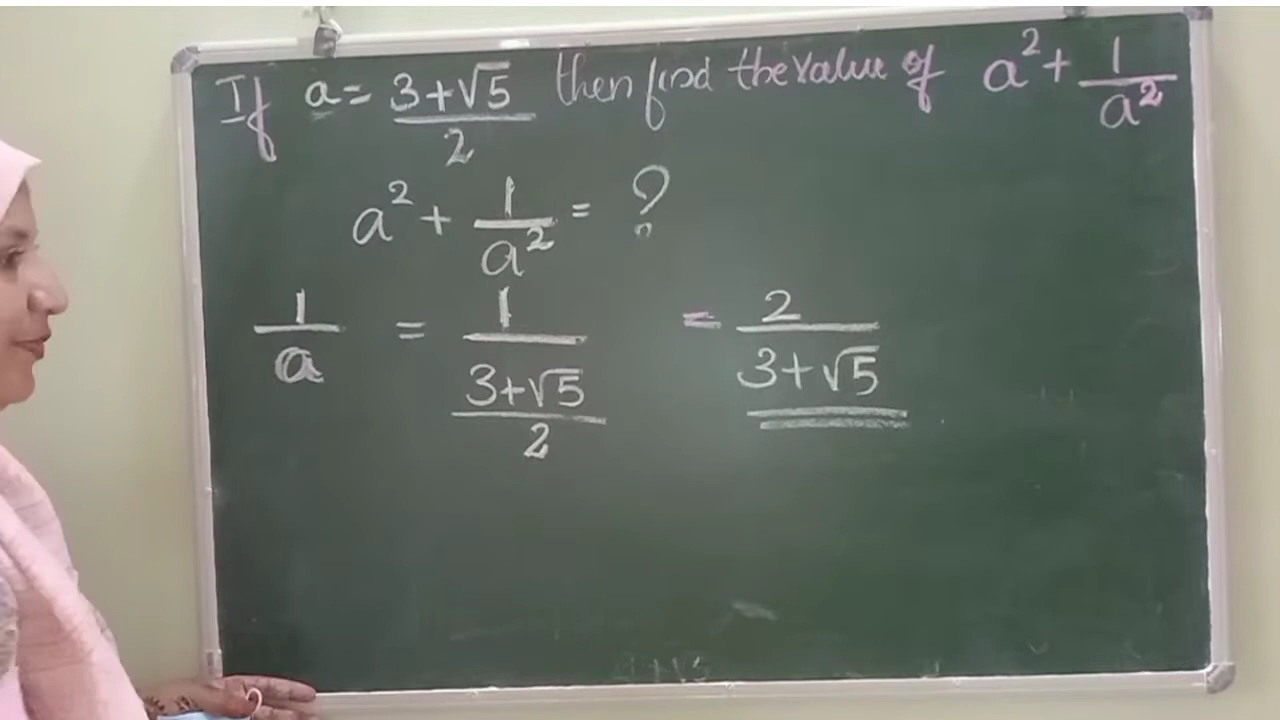 If a = (3+√5)/2 then find the value of a² + 1/a²
a² + 1/a² = ?
1/a = 1/((3+√5)/2) = 2/(3+√5)